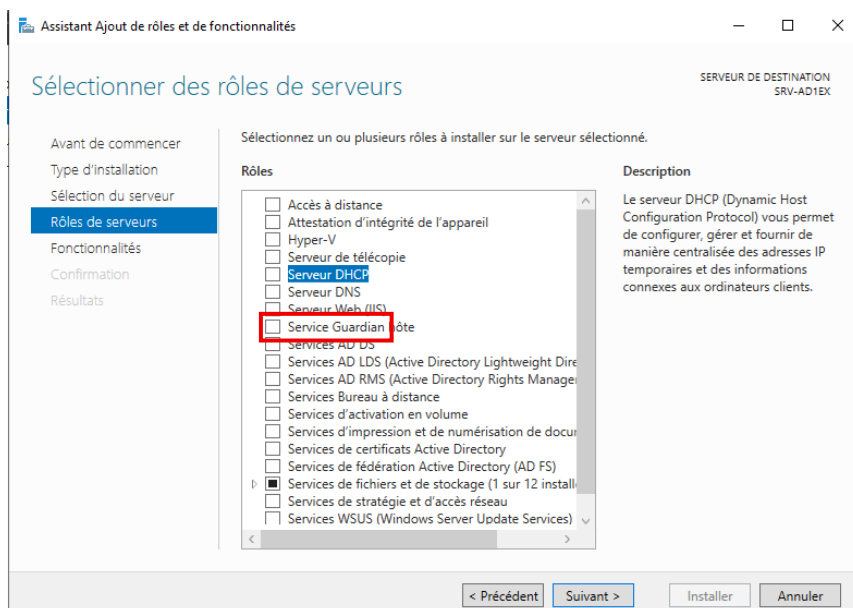 Assistant Ajout de rôles et de fonctionnalités
Sélectionner des rôles de serveurs
SERVEUR DE DESTINATION
SRV-AD1EX
Avant de commencer
Type d'installation
Sélection du serveur
Rôles de serveurs
Fonctionnalités
Confirmation
Résultats
Sélectionnez un ou plusieurs rôles à installer sur le serveur sélectionné.
Rôles
Accès à distance
Attestation d'intégrité de l'appareil
Hyper-V
Serveur de télécopie
Serveur DHCP
Serveur DNS
Serveur Web (IIS)
Service Guardian hôte
Services AD DS
Services AD LDS (Active Directory Lightweight Dire
Services AD RMS (Active Directory Rights Manage
Services Bureau à distance
Services d'activation en volume
Services d'impression et de numérisation de docu
Services de certificats Active Directory
Services de fédération Active Directory (AD FS)
Services de fichiers et de stockage (1 sur 12 install
Services de stratégie et d'accès réseau
Services WSUS (Windows Server Update Services)
Description
Le serveur DHCP (Dynamic Host
Configuration Protocol) vous permet
de configurer, gérer et fournir de
manière centralisée des adresses IP
temporaires et des informations
connexes aux ordinateurs clients.
< Précédent
Suivant >
Installer
Annuler